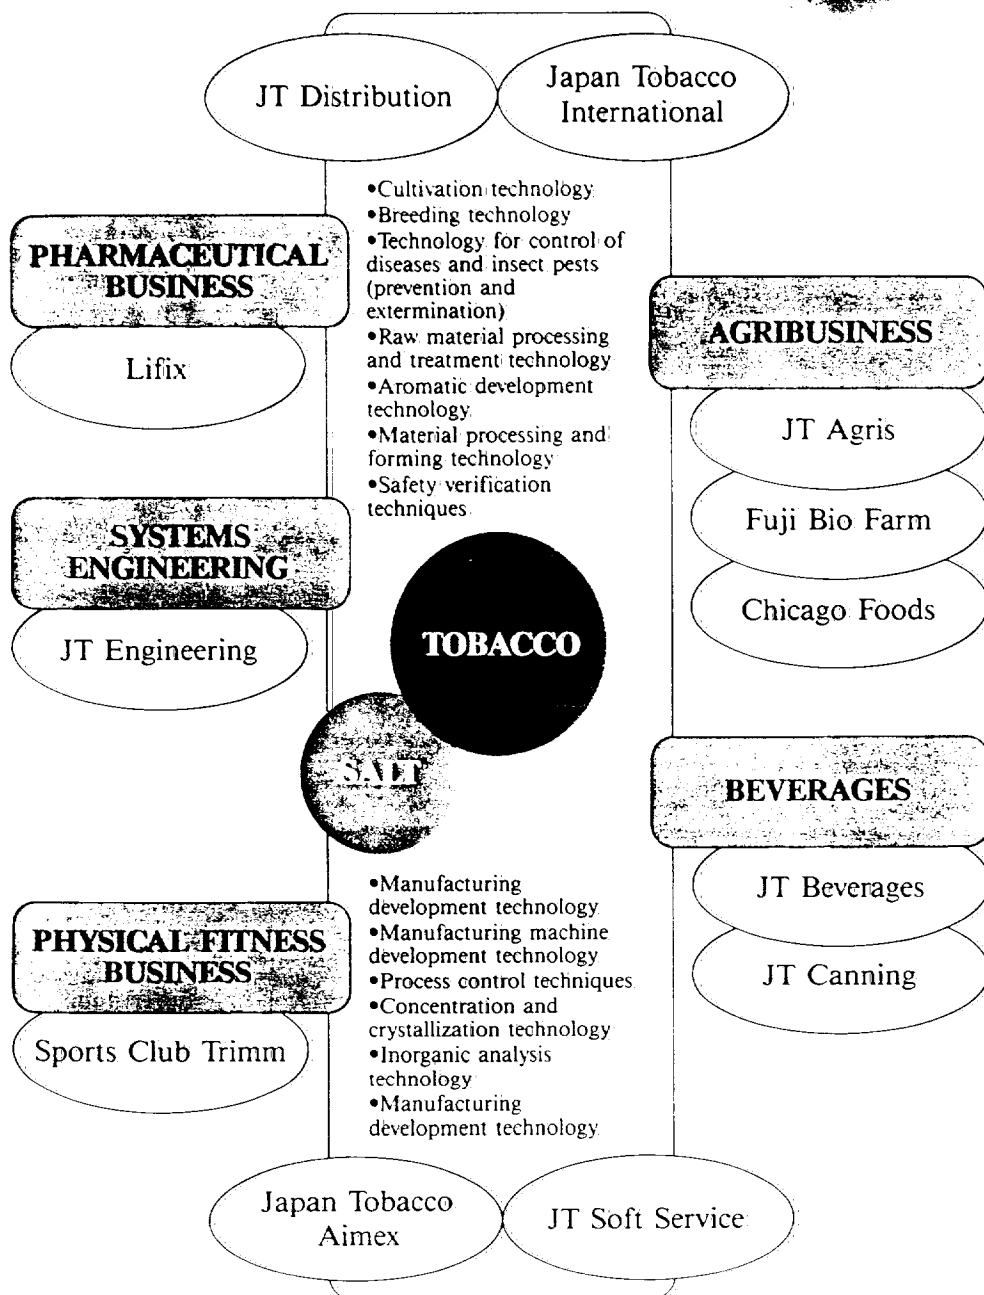 JT Distribution
Japan Tobacco
International
•Cultivation technology
•Breeding technology
•Technology for control of
diseases and insect pests
(prevention and
extermination)
•Raw material processing
and treatment technology
•Aromatic development
technology
•Material processing and
forming technology
•Safety verification
techniques
PHARMACEUTICAL
BUSINESS
Lifix
SYSTEMS
ENGINEERING
JT Engineering
AGRIBUSINESS
JT Agris
Fuji Bio Farm
Chicago Foods
TOBACCO
SALT
BEVERAGES
JT Beverages
JT Canning
PHYSICAL FITNESS
BUSINESS
Sports Club Trimm
•Manufacturing
development technology
•Manufacturing machine
development technology
•Process control techniques
•Concentration and
crystallization technology
•Inorganic analysis
technology
•Manufacturing
development technology
Japan Tobacco
Aimex
JT Soft Service